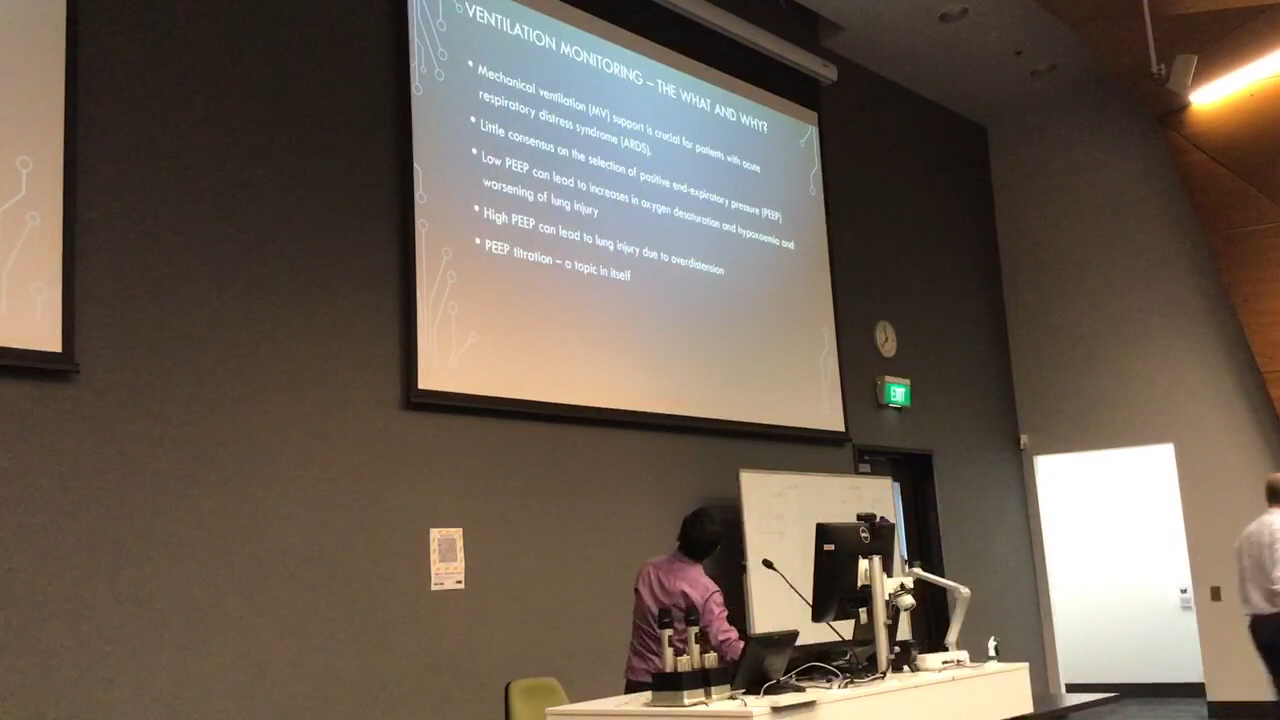 VENTILATION MONITORING – THE WHAT AND WHY?
• Mechanical ventilation (MV) support is crucial for patients with acute
respiratory distress syndrome (ARDS).
• Little consensus on the selection of positive end-expiratory pressure (PEEP)
• Low PEEP can lead to increases in oxygen desaturation and hypoxoemia and
worsening of lung injury
• High PEEP can lead to lung injury due to overdistension
• PEEP titration – a topic in itself
EXIT
DELL